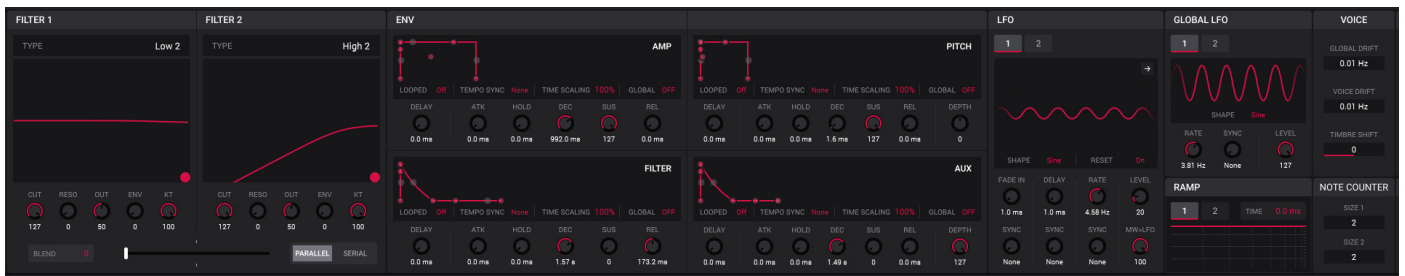 FILTER 1
TYPE Low 2
CUT RESO OUT ENV KT
127 0 50 0 100
FILTER 2
TYPE High 2
CUT RESO OUT ENV KT
127 0 50 0 100
BLEND 0
PARALLEL SERIAL
ENV
AMP
LOOPED Off TEMPO SYNC None TIME SCALING 100% GLOBAL OFF
DELAY ATK HOLD DEC SUS REL
0.0 ms 0.0 ms 0.0 ms 992.0 ms 127 0.0 ms
PITCH
LOOPED Off TEMPO SYNC None TIME SCALING 100% GLOBAL OFF
DELAY ATK HOLD DEC SUS REL DEPTH
0.0 ms 0.0 ms 0.0 ms 1.6 ms 127 0.0 ms 0
FILTER
LOOPED Off TEMPO SYNC None TIME SCALING 100% GLOBAL OFF
DELAY ATK HOLD DEC SUS REL
0.0 ms 0.0 ms 0.0 ms 1.57 s 0 173.2 ms
AUX
LOOPED Off TEMPO SYNC None TIME SCALING 100% GLOBAL OFF
DELAY ATK HOLD DEC SUS REL DEPTH
0.0 ms 0.0 ms 0.0 ms 1.49 s 0 0.0 ms 127
LFO
1 2
SHAPE Sine RESET On
FADE IN DELAY RATE LEVEL
1.0 ms 1.0 ms 4.58 Hz 20
SYNC SYNC SYNC MW>LFO
None None None 100
GLOBAL LFO
1 2
SHAPE Sine
RATE SYNC LEVEL
3.81 Hz None 127
RAMP
1 2 TIME 0.0 ms
VOICE
GLOBAL DRIFT
0.01 Hz
VOICE DRIFT
0.01 Hz
TIMBRE SHIFT
0
NOTE COUNTER
SIZE 1
2
SIZE 2
2